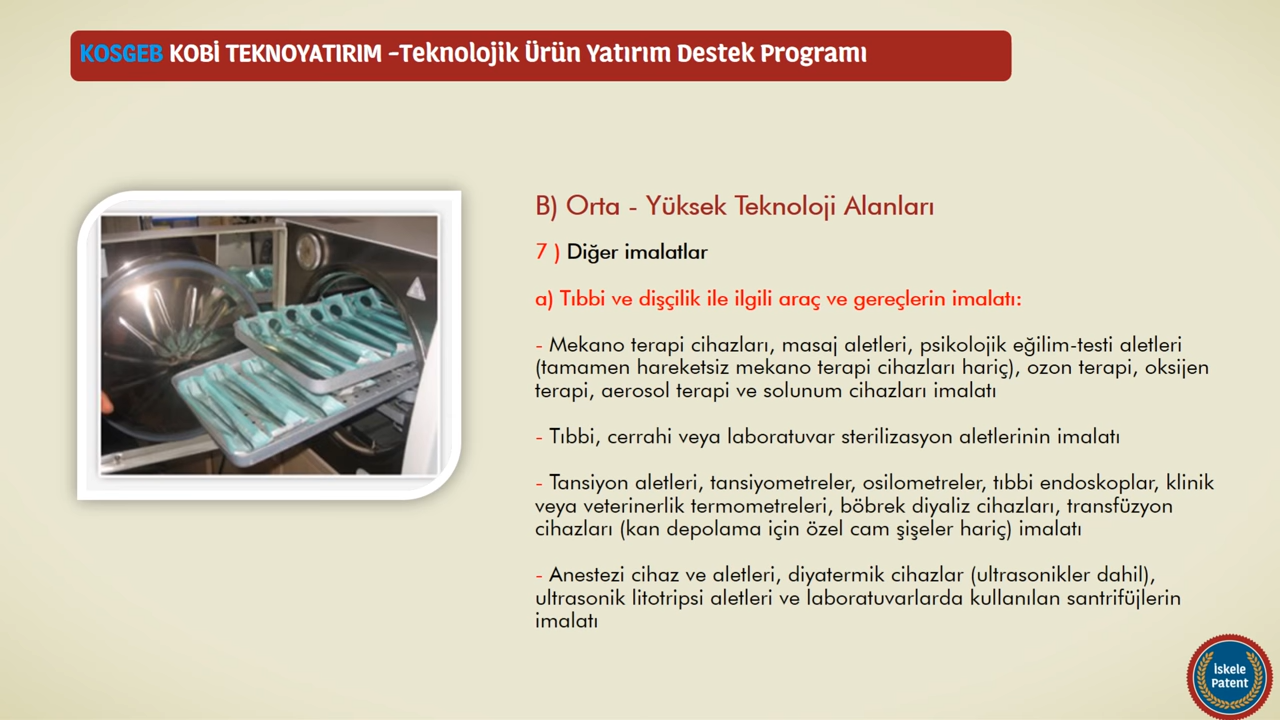 KOSGEB KOBİ TEKNOYATIRIM -Teknolojik Ürün Yatırım Destek Programı
B) Orta - Yüksek Teknoloji Alanları
7 ) Diğer imalatlar
a) Tıbbi ve dişçilik ile ilgili araç ve gereçlerin imalatı:
- Mekano terapi cihazları, masaj aletleri, psikolojik eğilim-testi aletleri
(tamamen hareketsiz mekano terapi cihazları hariç), ozon terapi, oksijen
terapi, aerosol terapi ve solunum cihazları imalatı
- Tıbbi, cerrahi veya laboratuvar sterilizasyon aletlerinin imalatı
- Tansiyon aletleri, tansiyometreler, osilometreler, tıbbi endoskoplar, klinik
veya veterinerlik termometreleri, böbrek diyaliz cihazları, transfüzyon
cihazları (kan depolama için özel cam şişeler hariç) imalatı
- Anestezi cihaz ve aletleri, diyatermik cihazlar (ultrasonikler dahil),
ultrasonik litotripsi aletleri ve laboratuvarlarda kullanılan santrifüjlerin
imalatı
İskele
Patent